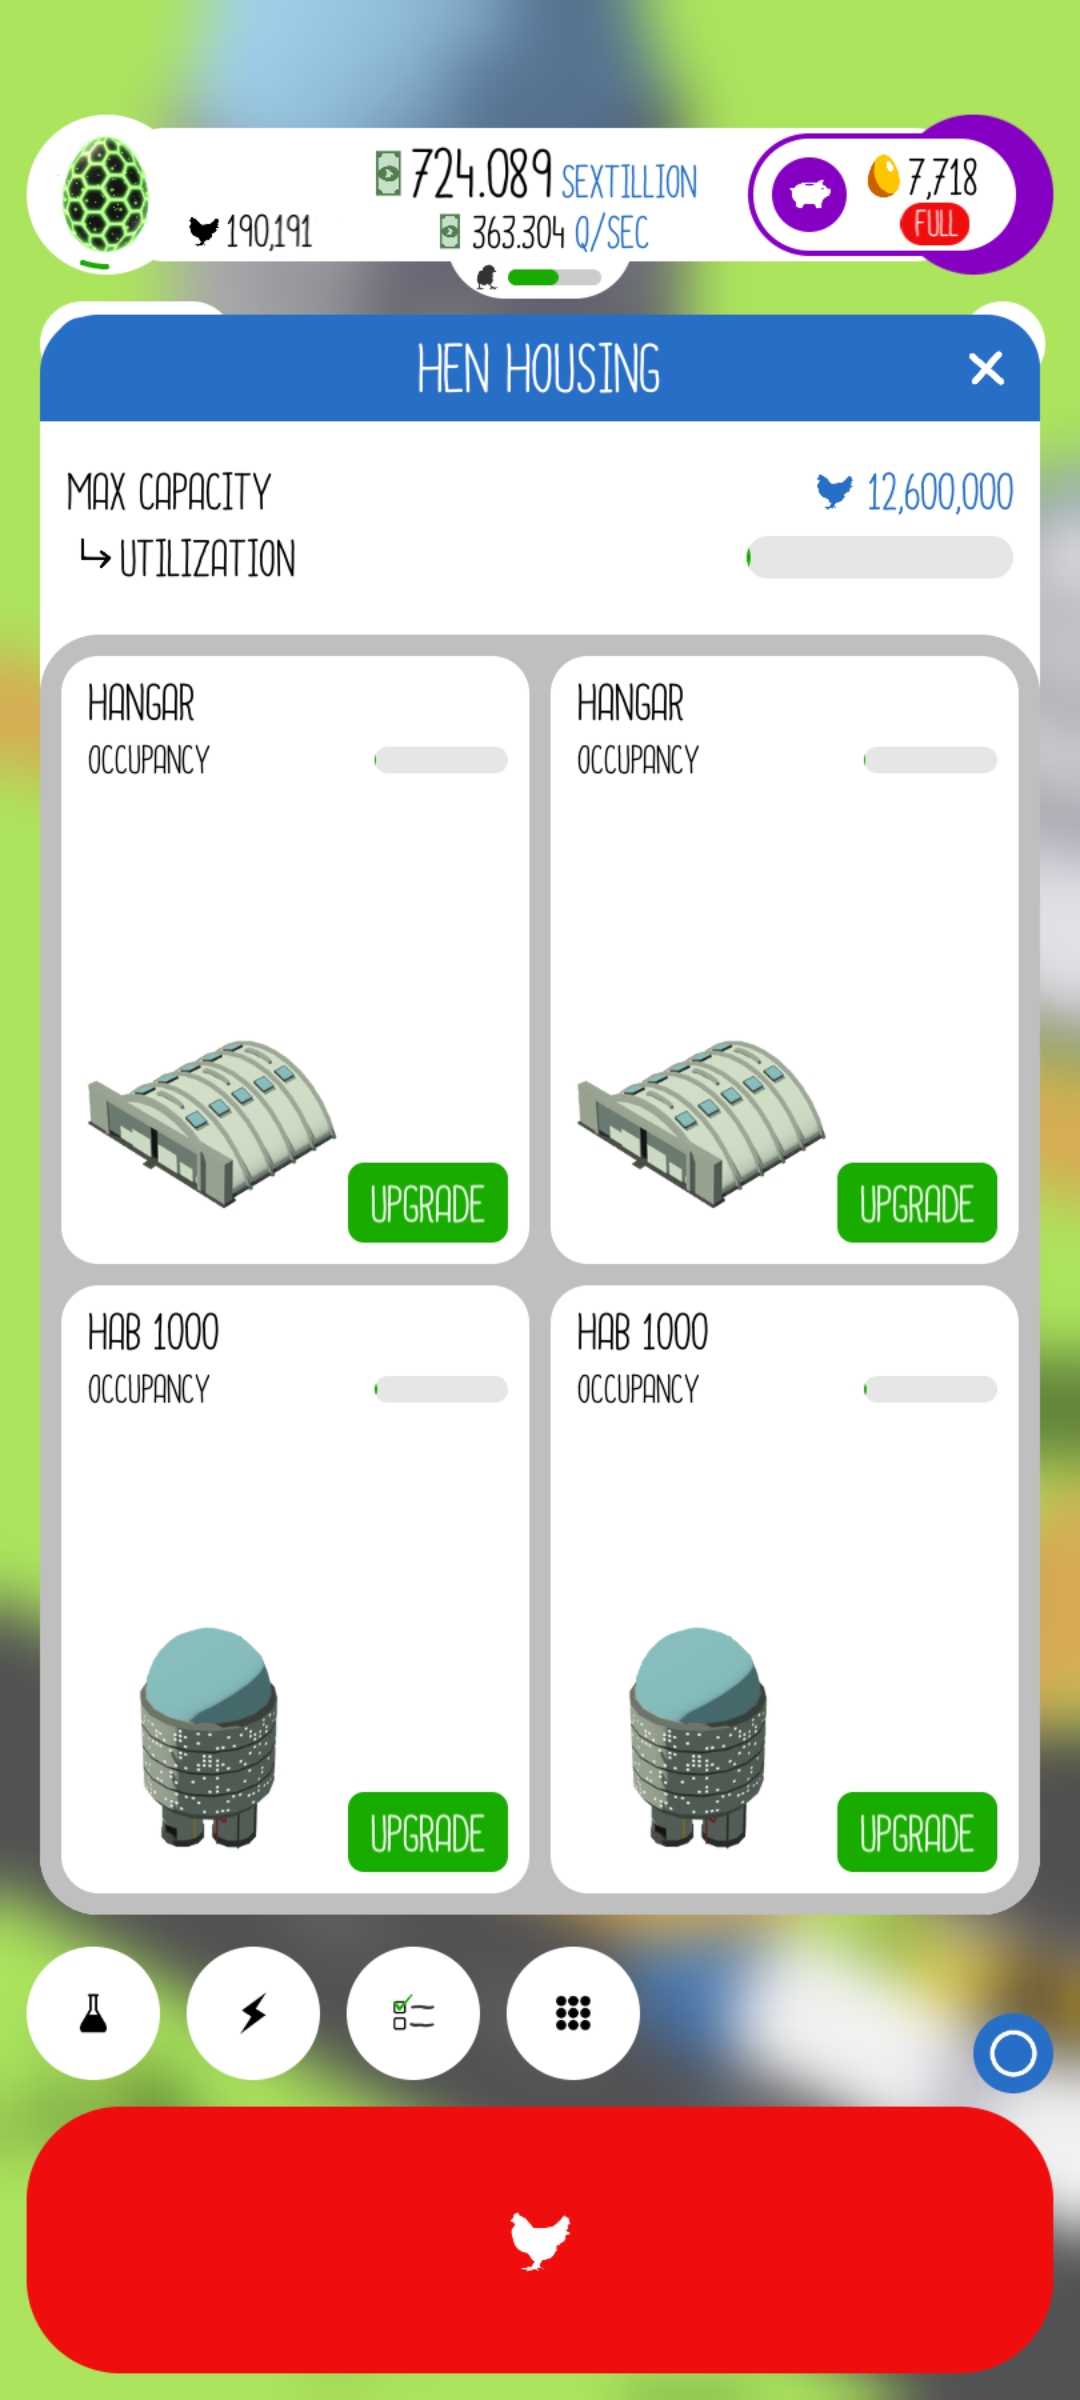 724.089 SEXTILLION
190,191
363.304 Q/SEC
7,718
FULL
HEN HOUSING
MAX CAPACITY
12,600,000
UTILIZATION
HANGAR
OCCUPANCY
UPGRADE
HANGAR
OCCUPANCY
UPGRADE
HAB 1000
OCCUPANCY
UPGRADE
HAB 1000
OCCUPANCY
UPGRADE